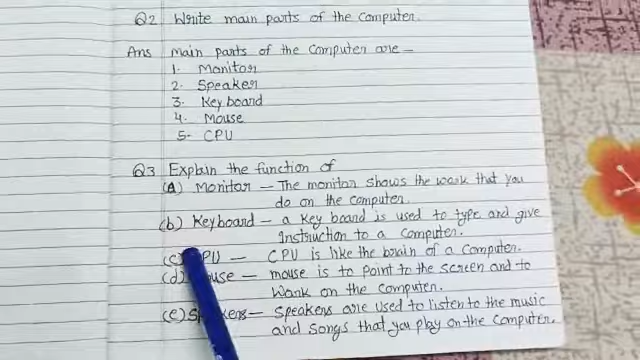 Q2 Write main parts of the computer.
Ans Main parts of the computer are -
1. Monitor
2. Speaker
3. Key board
4. Mouse
5- CPU
Q3 Explain the function of
(a) Monitor - The monitor shows the work that you
do on the computer.
(b) Keyboard - a Key board is used to type and give
Instruction to a computer.
(c) CPU - CPU is like the brain of a computer.
(d) Mouse - mouse is to point to the screen and to
Work on the computer.
(e) Speakers - Speakers are used to listen to the music
and songs that you play on the computer.